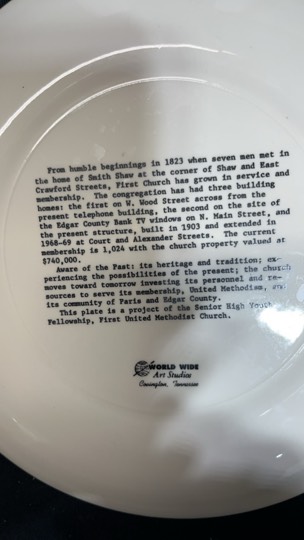 From humble beginnings in 1823 when seven men met in
the home of Smith Shaw at the corner of Shaw and East
Crawford Streets, First Church has grown in service and
membership. The congregation has had three building
homes: the first on W. Wood Street across from the
present telephone building, the second on the site of
the Edgar County Bank TV windows on N. Main Street, and
the present structure, built in 1903 and extended in
1968-69 at Court and Alexander Streets. The current
membership is 1,024 with the church property valued at
$740,000.
Aware of the Past: its heritage and tradition; ex-
periencing the possibilities of the present; the church
moves toward tomorrow investing its personnel and re-
sources to serve its membership, United Methodism, and
its community of Paris and Edgar County.
This plate is a project of the Senior High Youth
Fellowship, First United Methodist Church.
WORLD WIDE
Art Studios
Covington, Tennessee